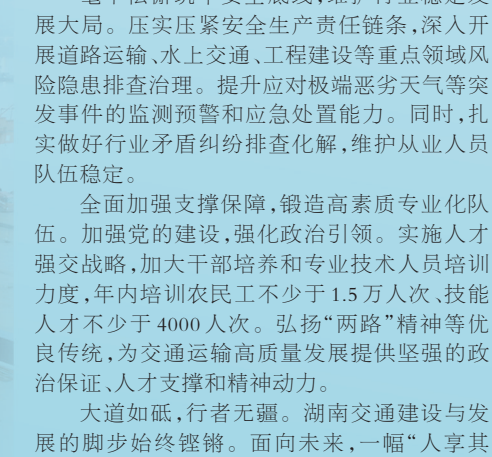 展大局。压实压紧安全生产责任链条,深入开
展道路运输、水上交通、工程建设等重点领域风
险隐患排查治理。提升应对极端恶劣天气等突
发事件的监测预警和应急处置能力。同时,扎
实做好行业矛盾纠纷排查化解,维护从业人员
队伍稳定。
全面加强支撑保障,锻造高素质专业化队
伍。加强党的建设,强化政治引领。实施人才
强交战略,加大干部培养和专业技术人员培训
力度,年内培训农民工不少于1.5万人次、技能
人才不少于4000人次。弘扬“两路”精神等优
良传统,为交通运输高质量发展提供坚强的政
治保证、人才支撑和精神动力。
大道如砥,行者无疆。湖南交通建设与发
展的脚步始终铿锵。面向未来,一幅“人享其